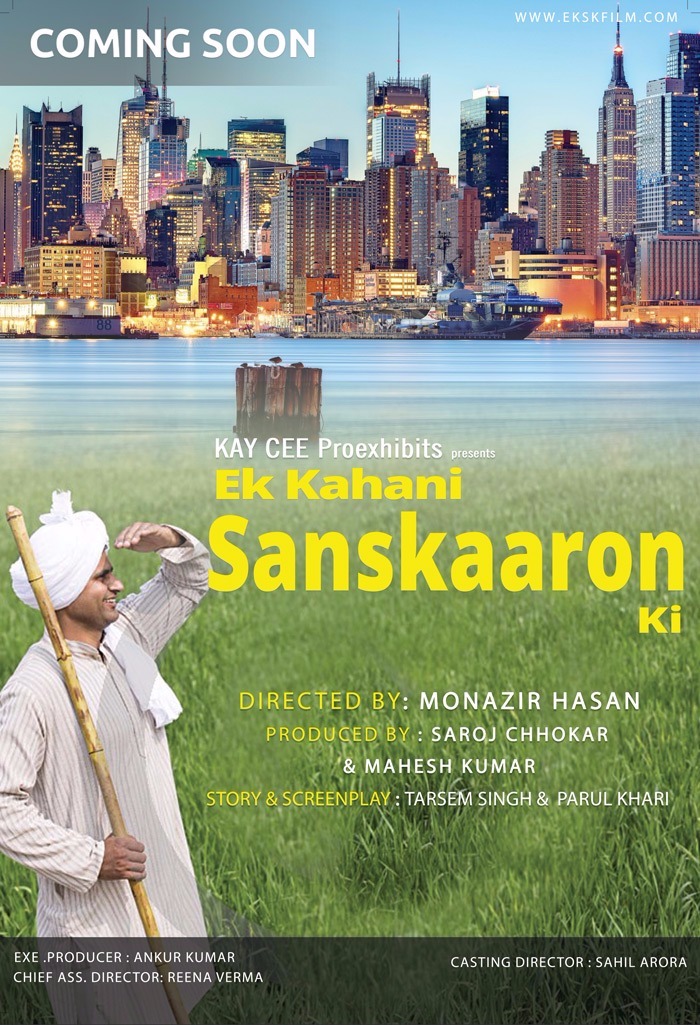 WWW.EKSKFILM.COM
COMING SOON
88
KAY CEE Proexhibits presents
Ek Kahani
Sanskaaron
Ki
DIRECTED BY: MONAZIR HASAN
PRODUCED BY : SAROJ CHHOKAR
& MAHESH KUMAR
STORY & SCREENPLAY : TARSEM SINGH & PARUL KHARI
EXE .PRODUCER : ANKUR KUMAR
CHIEF ASS. DIRECTOR: REENA VERMA
CASTING DIRECTOR : SAHIL ARORA